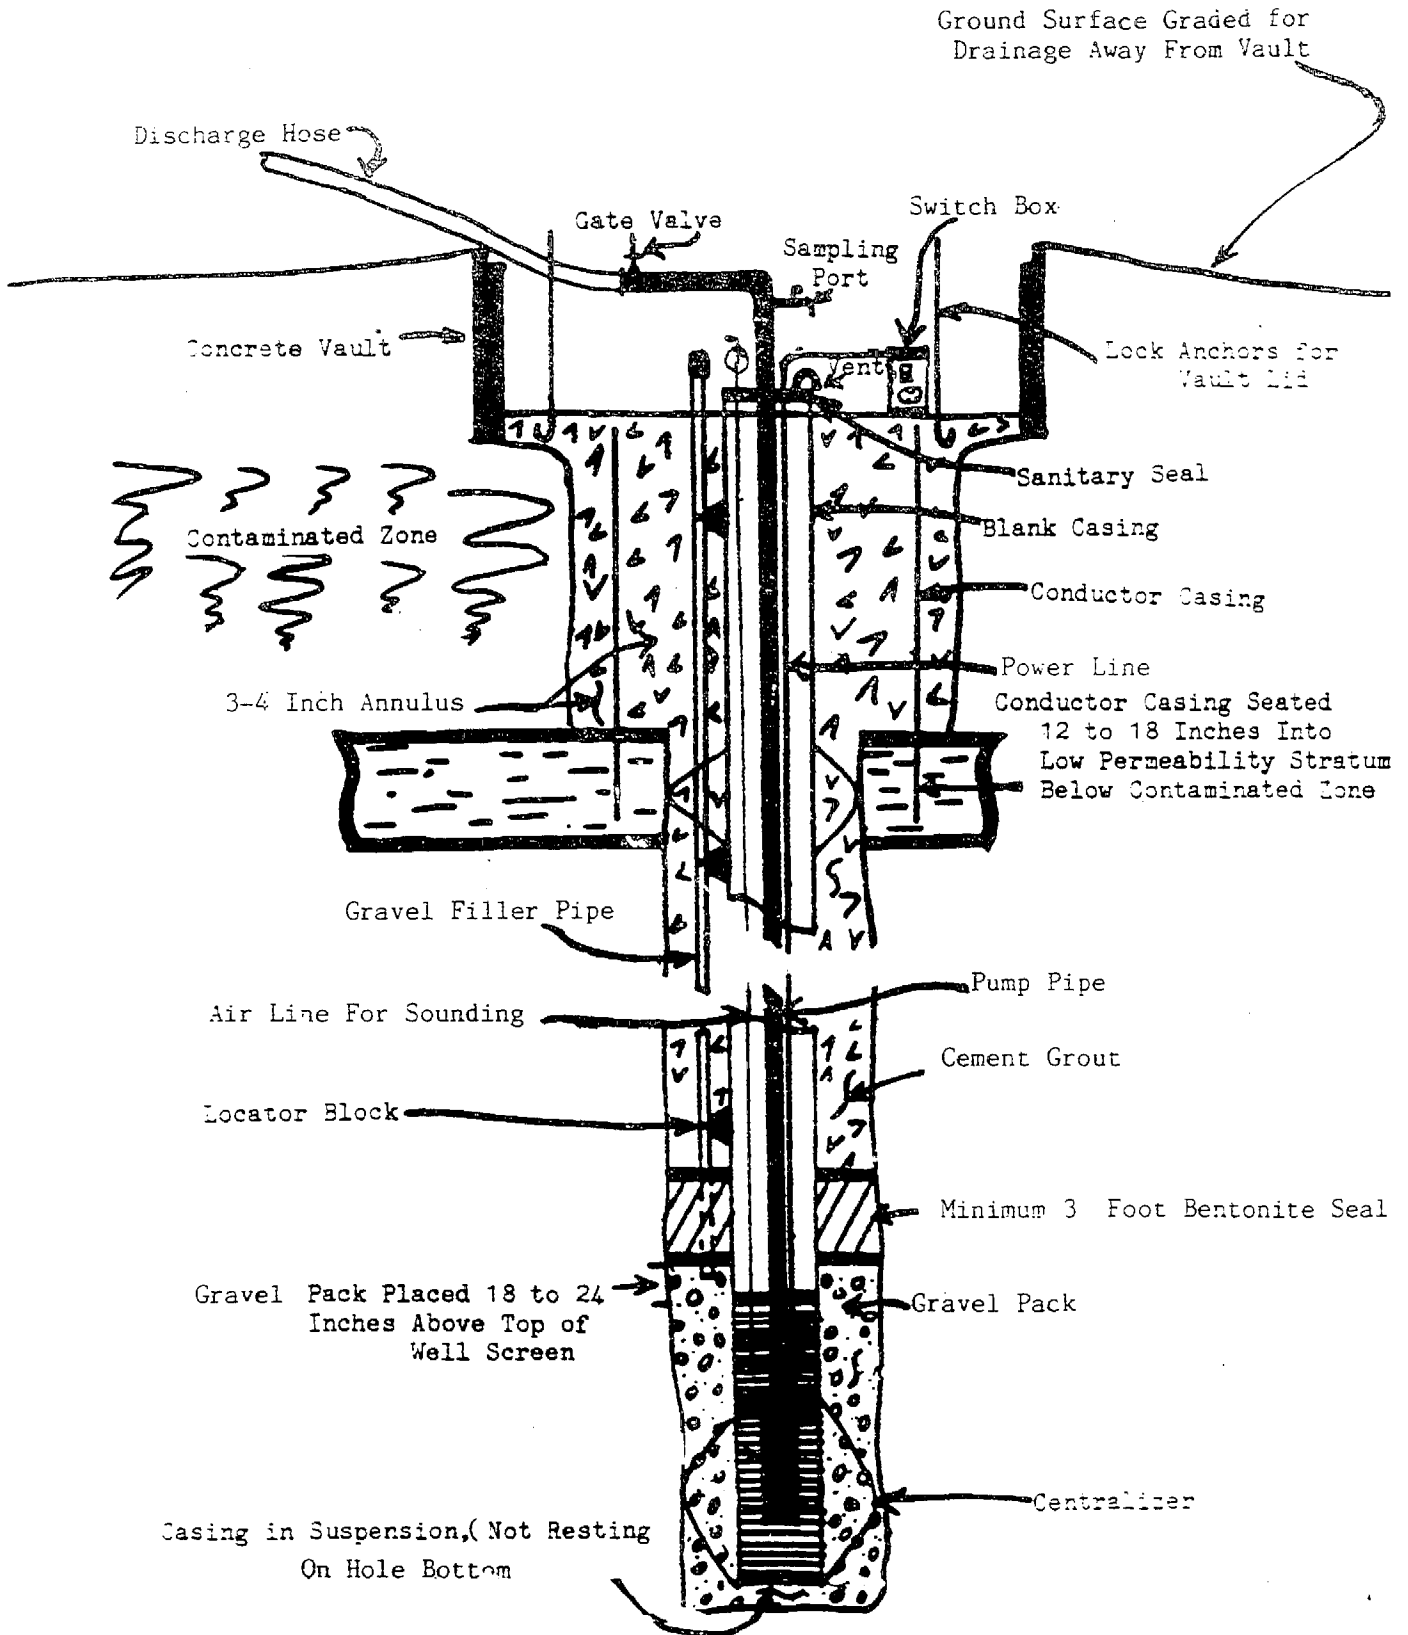 Ground Surface Graded for
Drainage Away From Vault
Discharge Hose
Gate Valve
Switch Box
Sampling
Port
Concrete Vault
Vent
Lock Anchors for
Vault Lid
Sanitary Seal
Blank Casing
Contaminated Zone
Conductor Casing
Power Line
3-4 Inch Annulus
Conductor Casing Seated
12 to 18 Inches Into
Low Permeability Stratum
Below Contaminated Zone
Gravel Filler Pipe
Pump Pipe
Air Line For Sounding
Cement Grout
Locator Block
Minimum 3 Foot Bentonite Seal
Gravel Pack Placed 18 to 24
Inches Above Top of
Well Screen
Gravel Pack
Centralizer
Casing in Suspension,( Not Resting
On Hole Bottom